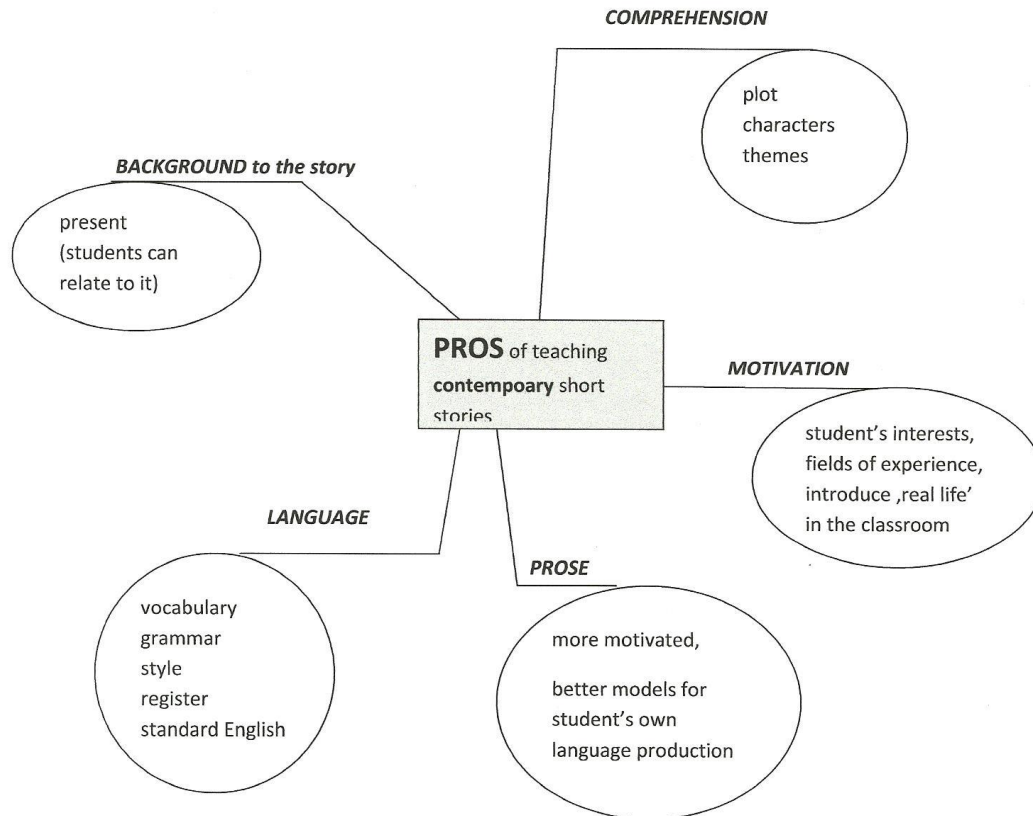 COMPREHENSION
plot
characters
themes
BACKGROUND to the story
present
(students can
relate to it)
PROS of teaching
contempoary short
stories
MOTIVATION
student’s interests,
fields of experience,
introduce ‚real life’
in the classroom
LANGUAGE
vocabulary
grammar
style
register
standard English
PROSE
more motivated,
better models for
student’s own
language production